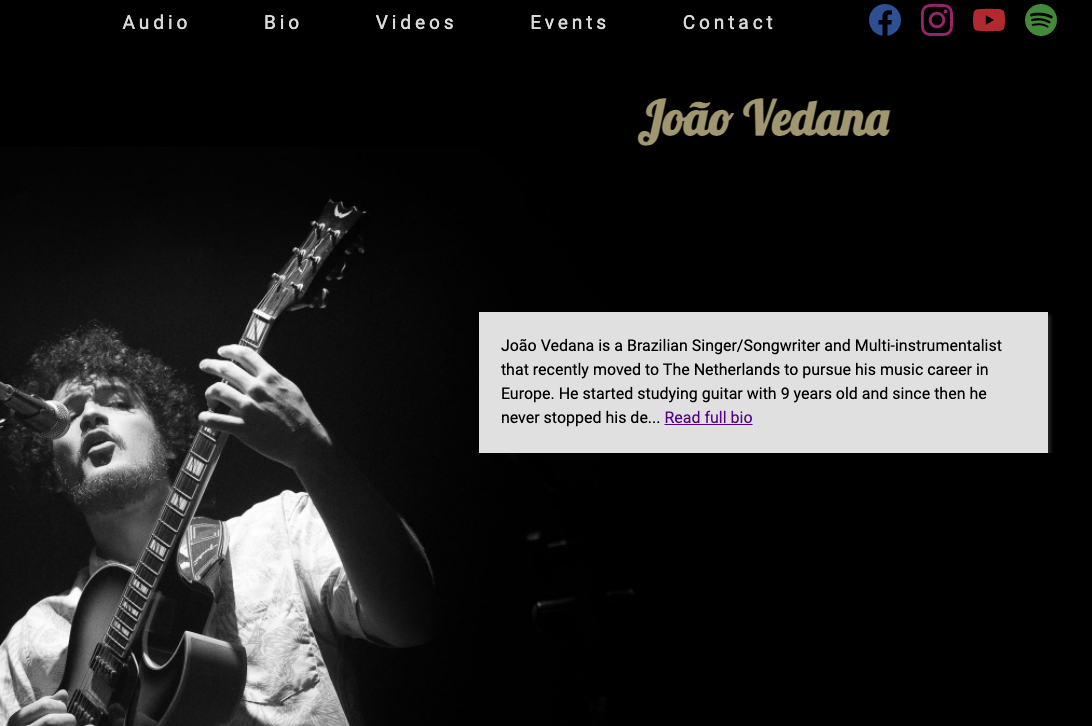 Audio Bio Videos Events Contact
João Vedana
João Vedana is a Brazilian Singer/Songwriter and Multi-instrumentalist
that recently moved to The Netherlands to pursue his music career in
Europe. He started studying guitar with 9 years old and since then he
never stopped his de... Read full bio